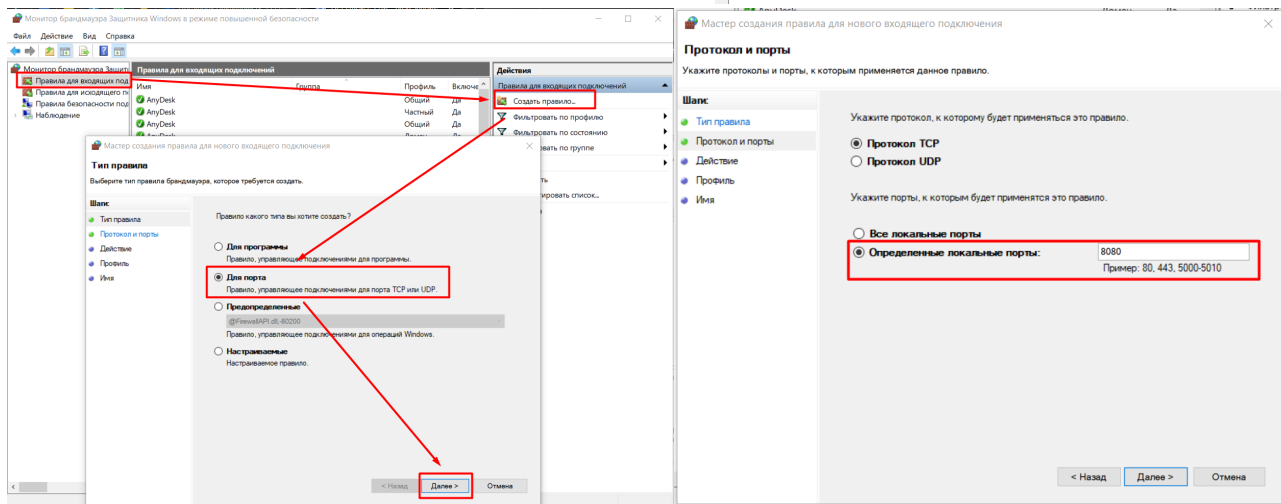 Монитор брандмауэра Защитника Windows в режиме повышенной безопасности
Файл Действие Вид Справка
Монитор брандмауэра Защит
Правила для входящих под
Правила для исходящего п
Правила безопасности под
Наблюдение
Правила для входящих подключений
Имя Группа Профиль Включе
AnyDesk Общий Да
AnyDesk Частный Да
AnyDesk Общий Да
Действия
Правила для входящих подключений
Создать правило...
Фильтровать по профилю
Фильтровать по состоянию
овать по группе
ть
ировать список...
Мастер создания правила для нового входящего подключения
Тип правила
Выберите тип правила брандмауэра, которое требуется создать.
Шаги:
Тип правила
Протокол и порты
Действие
Профиль
Имя
Правило какого типа вы хотите создать?
Для программы
Правило, управляющее подключениями для программы.
Для порта
Правило, управляющее подключениями для порта TCP или UDP.
Предопределенные
@FirewallAPI.dll,-80200
Правило, управляющее подключениями для операций Windows.
Настраиваемые
Настраиваемое правило.
< Назад Далее > Отмена
Мастер создания правила для нового входящего подключения
Протокол и порты
Укажите протоколы и порты, к которым применяется данное правило.
Шаги:
Тип правила
Протокол и порты
Действие
Профиль
Имя
Укажите протокол, к которому будет применяться это правило.
Протокол TCP
Протокол UDP
Укажите порты, к которым будет применятся это правило.
Все локальные порты
Определенные локальные порты: 8080
Пример: 80, 443, 5000-5010
< Назад Далее > Отмена